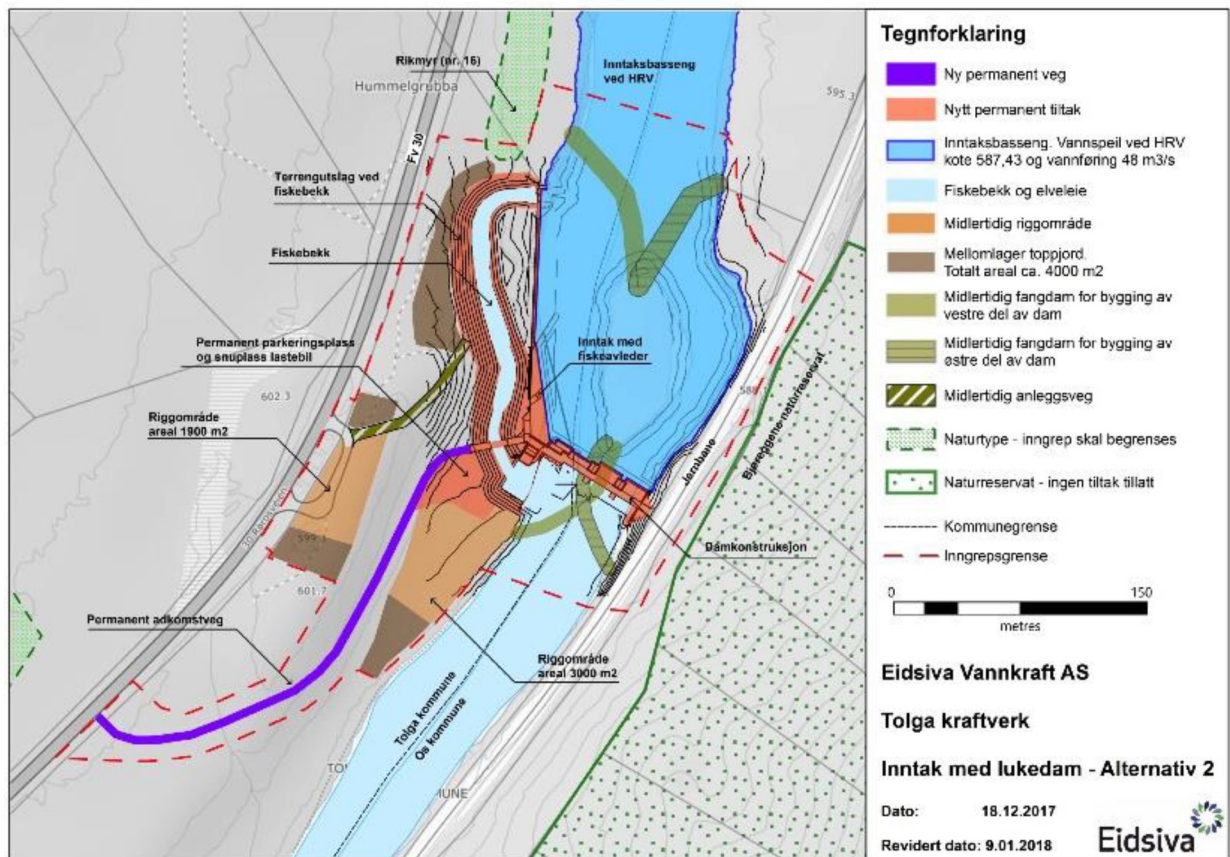 Rikmyr (nr. 16)
Hummelgrubba
Inntaksbasseng
ved HRV
595.3
Fv 30
Terrengutslag ved
fiskebekk
Fiskebekk
Permanent parkeringsplass
og snuplass lastebil
Inntak med
fiskeavleder
602.3
Riggområde
areal 1900 m2
30 Rørosveien
599.3
601.7
Jernbane
Bjøreggene naturreservat
Damkonstruksjon
Permanent adkomstveg
Riggområde
areal 3000 m2
Tolga kommune
Os kommune
Tegnforklaring
Ny permanent veg
Nytt permanent tiltak
Inntaksbasseng. Vannspeil ved HRV
kote 587,43 og vannføring 48 m3/s
Fiskebekk og elveleie
Midlertidig riggområde
Mellomlager toppjord.
Totalt areal ca. 4000 m2
Midlertidig fangdam for bygging av
vestre del av dam
Midlertidig fangdam for bygging av
østre del av dam
Midlertidig anleggsveg
Naturtype - inngrep skal begrenses
Naturreservat - ingen tiltak tillatt
Kommunegrense
Inngrepsgrense
0 150
metres
Eidsiva Vannkraft AS
Tolga kraftverk
Inntak med lukedam - Alternativ 2
Dato: 18.12.2017
Revidert dato: 9.01.2018
Eidsiva